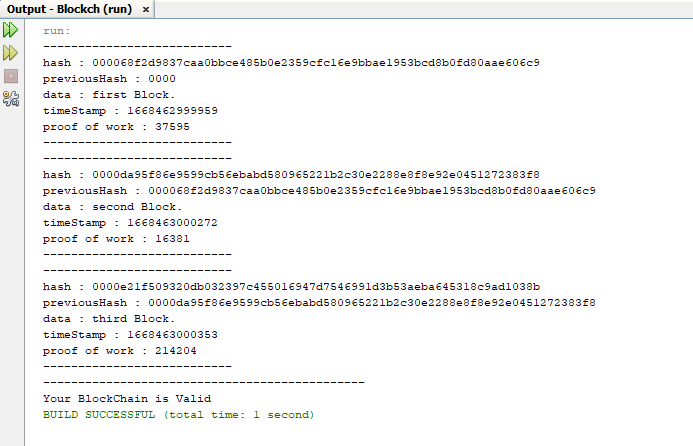 Output - Blockch (run) ×
run:
---------------------------
hash : 000068f2d9837caa0bbce485b0e2359cfc16e9bbae1953bcd8b0fd80aae606c9
previousHash : 0000
data : first Block.
timeStamp : 1668462999959
proof of work : 37595
---------------------------
---------------------------
hash : 0000da95f86e9599cb56ebabd580965221b2c30e2288e8f8e92e0451272383f8
previousHash : 000068f2d9837caa0bbce485b0e2359cfc16e9bbae1953bcd8b0fd80aae606c9
data : second Block.
timeStamp : 1668463000272
proof of work : 16381
---------------------------
---------------------------
hash : 0000e21f509320db032397c455016947d7546991d3b53aeba645318c9ad1038b
previousHash : 0000da95f86e9599cb56ebabd580965221b2c30e2288e8f8e92e0451272383f8
data : third Block.
timeStamp : 1668463000353
proof of work : 214204
---------------------------
----------------------------------------------
Your BlockChain is Valid
BUILD SUCCESSFUL (total time: 1 second)